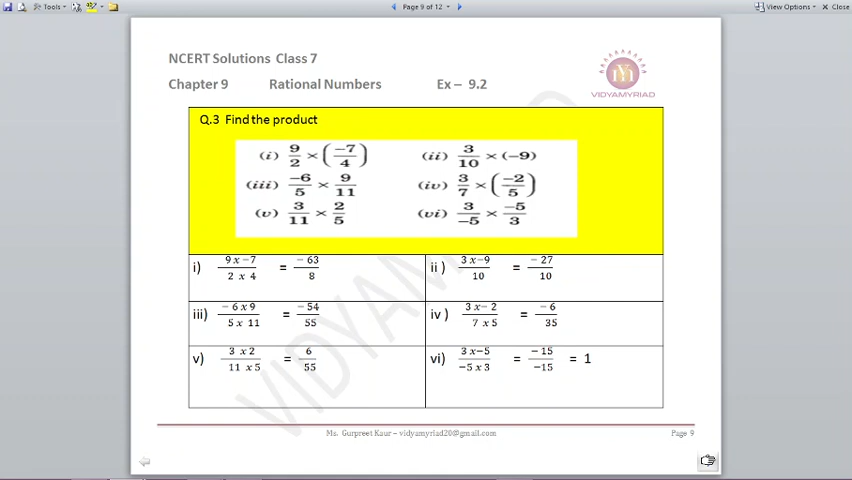 Tools
Page 9 of 12
View Options
Close
NCERT Solutions Class 7
Chapter 9 Rational Numbers Ex – 9.2
VIDYAMYRIAD
Q.3 Find the product
(i) 9/2 × (−7/4) (ii) 3/10 × (−9)
(iii) −6/5 × 9/11 (iv) 3/7 × (−2/5)
(v) 3/11 × 2/5 (vi) 3/−5 × −5/3
i) 9 x −7 / 2 x 4 = − 63 / 8 ii ) 3 x−9 / 10 = − 27 / 10
iii) − 6 x 9 / 5 x 11 = −54 / 55 iv ) 3 x− 2 / 7 x 5 = − 6 / 35
v) 3 x 2 / 11 x 5 = 6 / 55 vi) 3 x−5 / −5 x 3 = − 15 / −15 = 1
VIDYAMYRIAD
Ms. Gurpreet Kaur – vidyamyriad20@gmail.com Page 9